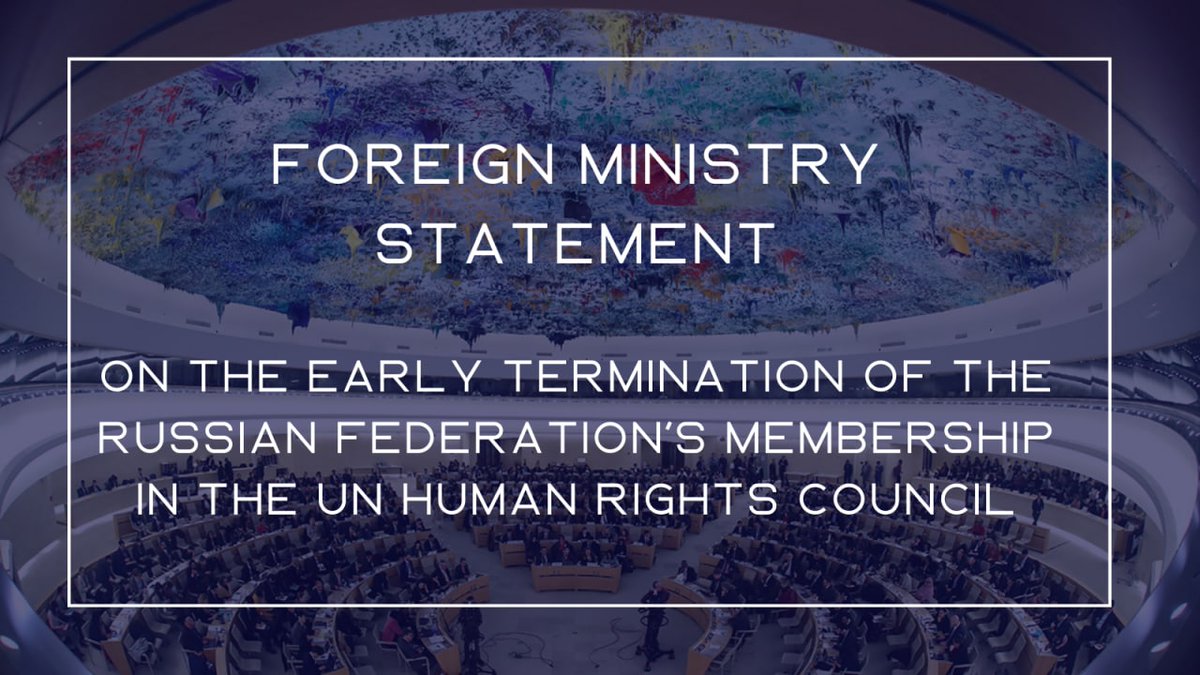 FOREIGN MINISTRY
STATEMENT
ON THE EARLY TERMINATION OF THE
RUSSIAN FEDERATION'S MEMBERSHIP
IN THE UN HUMAN RIGHTS COUNCIL